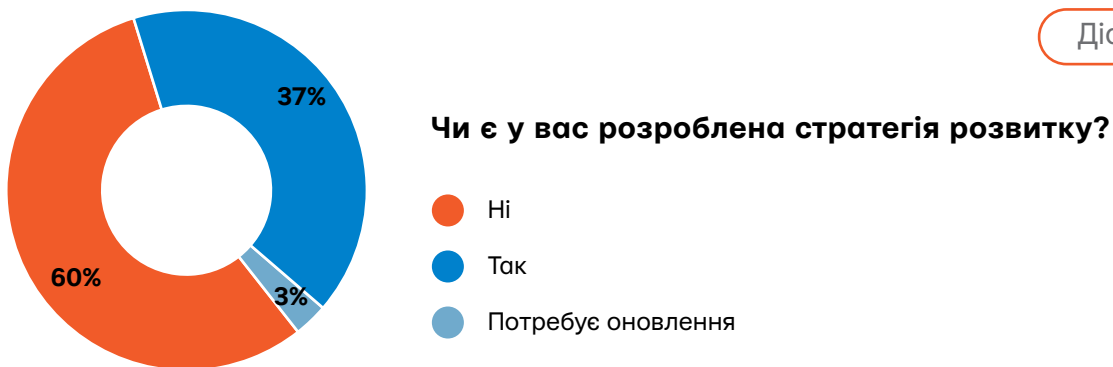 37%
Чи є у вас розроблена стратегія розвитку?
Ні
Так
60%
3%
Потребує оновлення